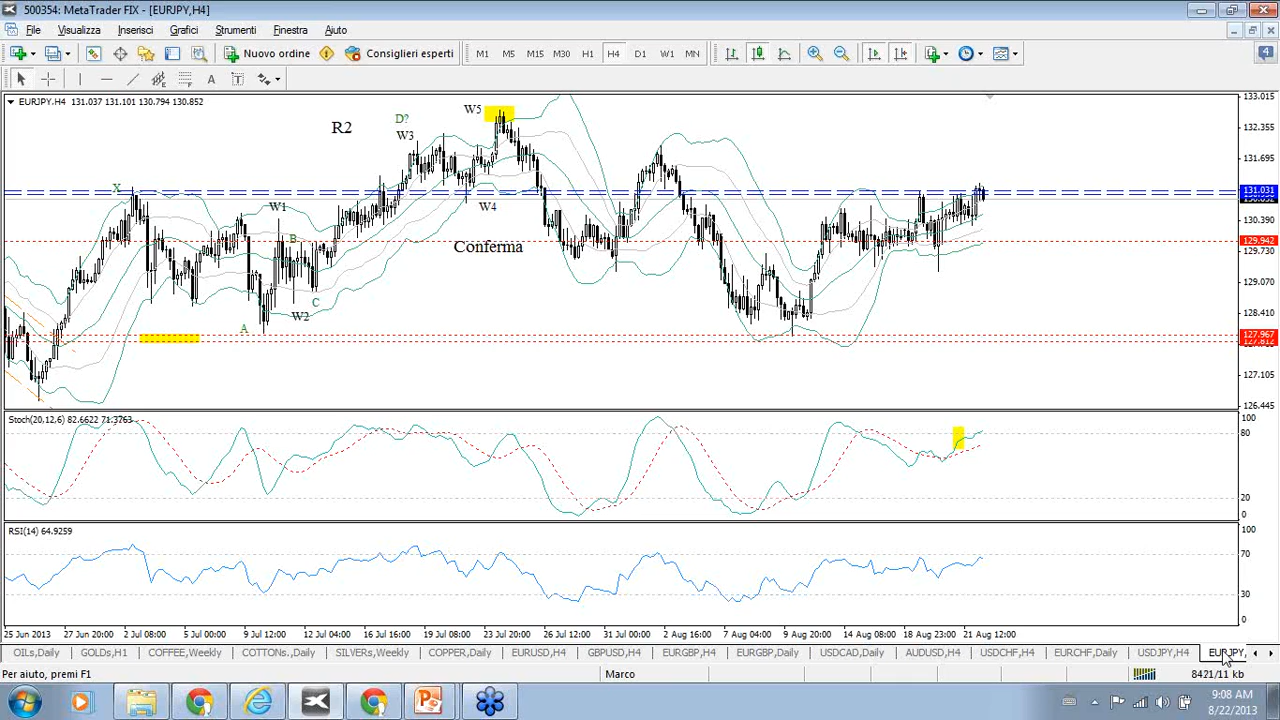 500354: MetaTrader FIX - [EURJPY,H4]
File Visualizza Inserisci Grafici Strumenti Finestra Aiuto
4
Nuovo ordine Consiglieri esperti M1 M5 M15 M30 H1 H4 D1 W1 MN
A T
EURJPY,H4 131.037 131.101 130.794 130.852
133.015
W5
D?
R2
132.355
W3
131.695
X
131.031
W1
W4
130.390
B
129.942
Conferma
129.730
129.070
C
W2
128.410
A
127.967
127.812
127.105
126.445
Stoch(20,12,6) 82.6622 71.3763
100
80
20
0
RSI(14) 64.9259
100
70
30
0
25 Jun 2013 27 Jun 20:00 2 Jul 08:00 5 Jul 00:00 9 Jul 12:00 12 Jul 04:00 16 Jul 16:00 19 Jul 08:00 23 Jul 20:00 26 Jul 12:00 31 Jul 00:00 2 Aug 16:00 7 Aug 04:00 9 Aug 20:00 14 Aug 08:00 18 Aug 23:00 21 Aug 12:00
OILs,Daily GOLDs,H1 COFFEE,Weekly COTTONs.,Daily SILVERs,Weekly COPPER,Daily EURUSD,H4 GBPUSD,H4 EURGBP,H4 EURGBP,Daily USDCAD,Daily AUDUSD,H4 USDCHF,H4 EURCHF,Daily USDJPY,H4 EURJPY,
Per aiuto, premi F1 Marco 8421/11 kb
9:08 AM
8/22/2013